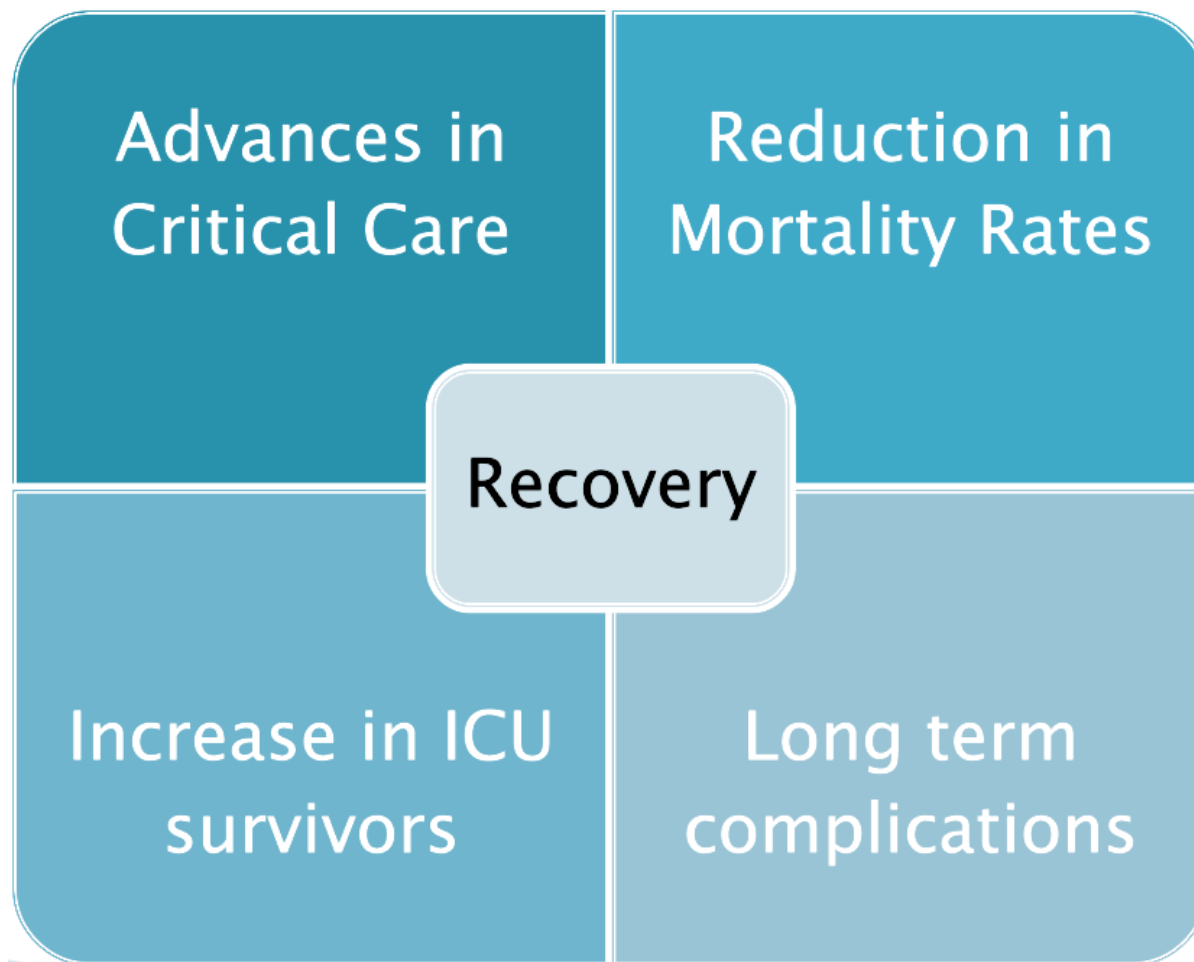 Advances in
Critical Care
Reduction in
Mortality Rates
Recovery
Increase in ICU
survivors
Long term
complications